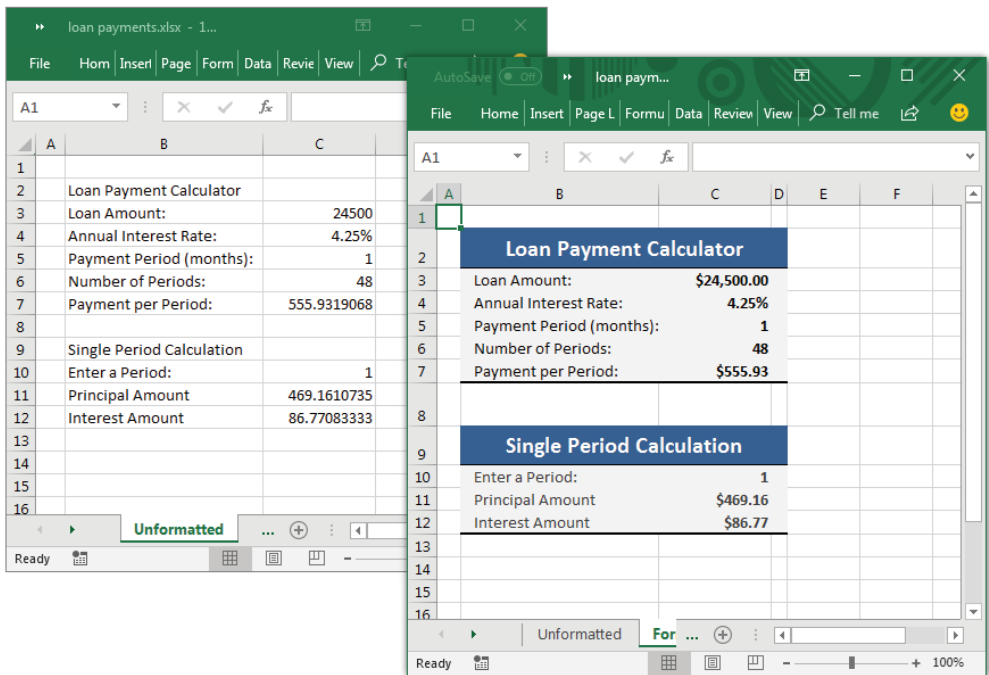 loan payments.xlsx - 1...
File Hom Insert Page Form Data Revie View Te
A1 fx
A B C
1
2 Loan Payment Calculator
3 Loan Amount: 24500
4 Annual Interest Rate: 4.25%
5 Payment Period (months): 1
6 Number of Periods: 48
7 Payment per Period: 555.9319068
8
9 Single Period Calculation
10 Enter a Period: 1
11 Principal Amount 469.1610735
12 Interest Amount 86.77083333
13
14
15
16
Unformatted ...
Ready
AutoSave Off loan paym...
File Home Insert Page L Formu Data Review View Tell me
A1 fx
A B C D E F
1
2 Loan Payment Calculator
3 Loan Amount: $24,500.00
4 Annual Interest Rate: 4.25%
5 Payment Period (months): 1
6 Number of Periods: 48
7 Payment per Period: $555.93
8
9 Single Period Calculation
10 Enter a Period: 1
11 Principal Amount $469.16
12 Interest Amount $86.77
13
14
15
16
Unformatted For ...
Ready 100%